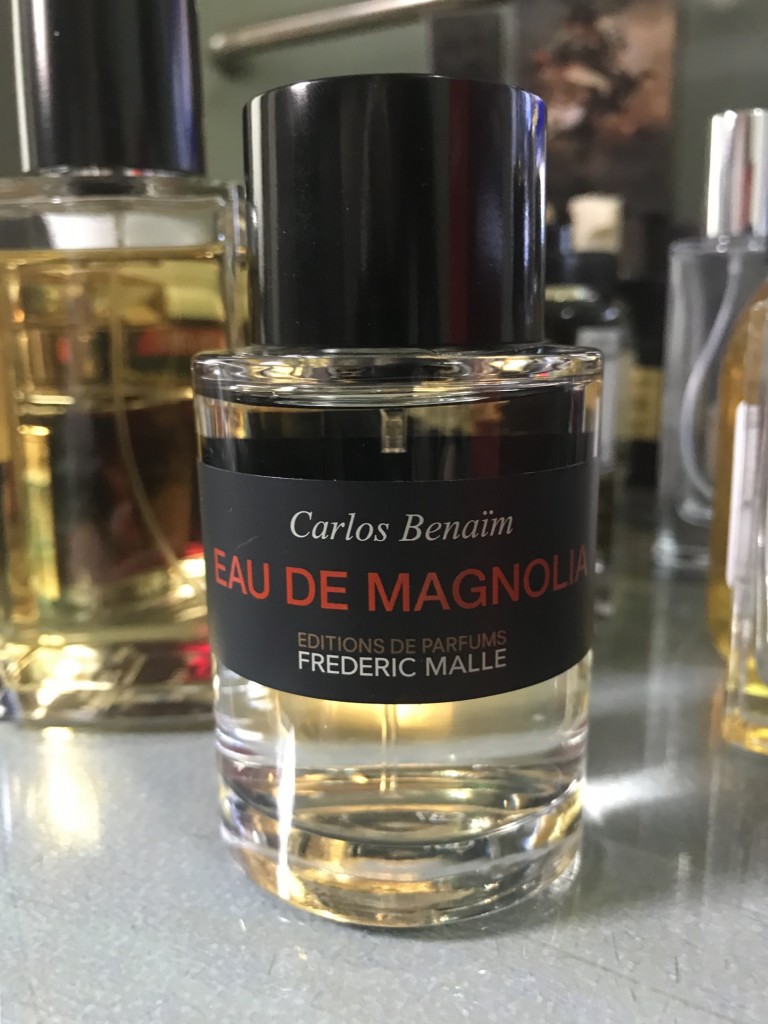 Carlos Benaïm
EAU DE MAGNOLIA
EDITIONS DE PARFUMS
FREDERIC MALLE